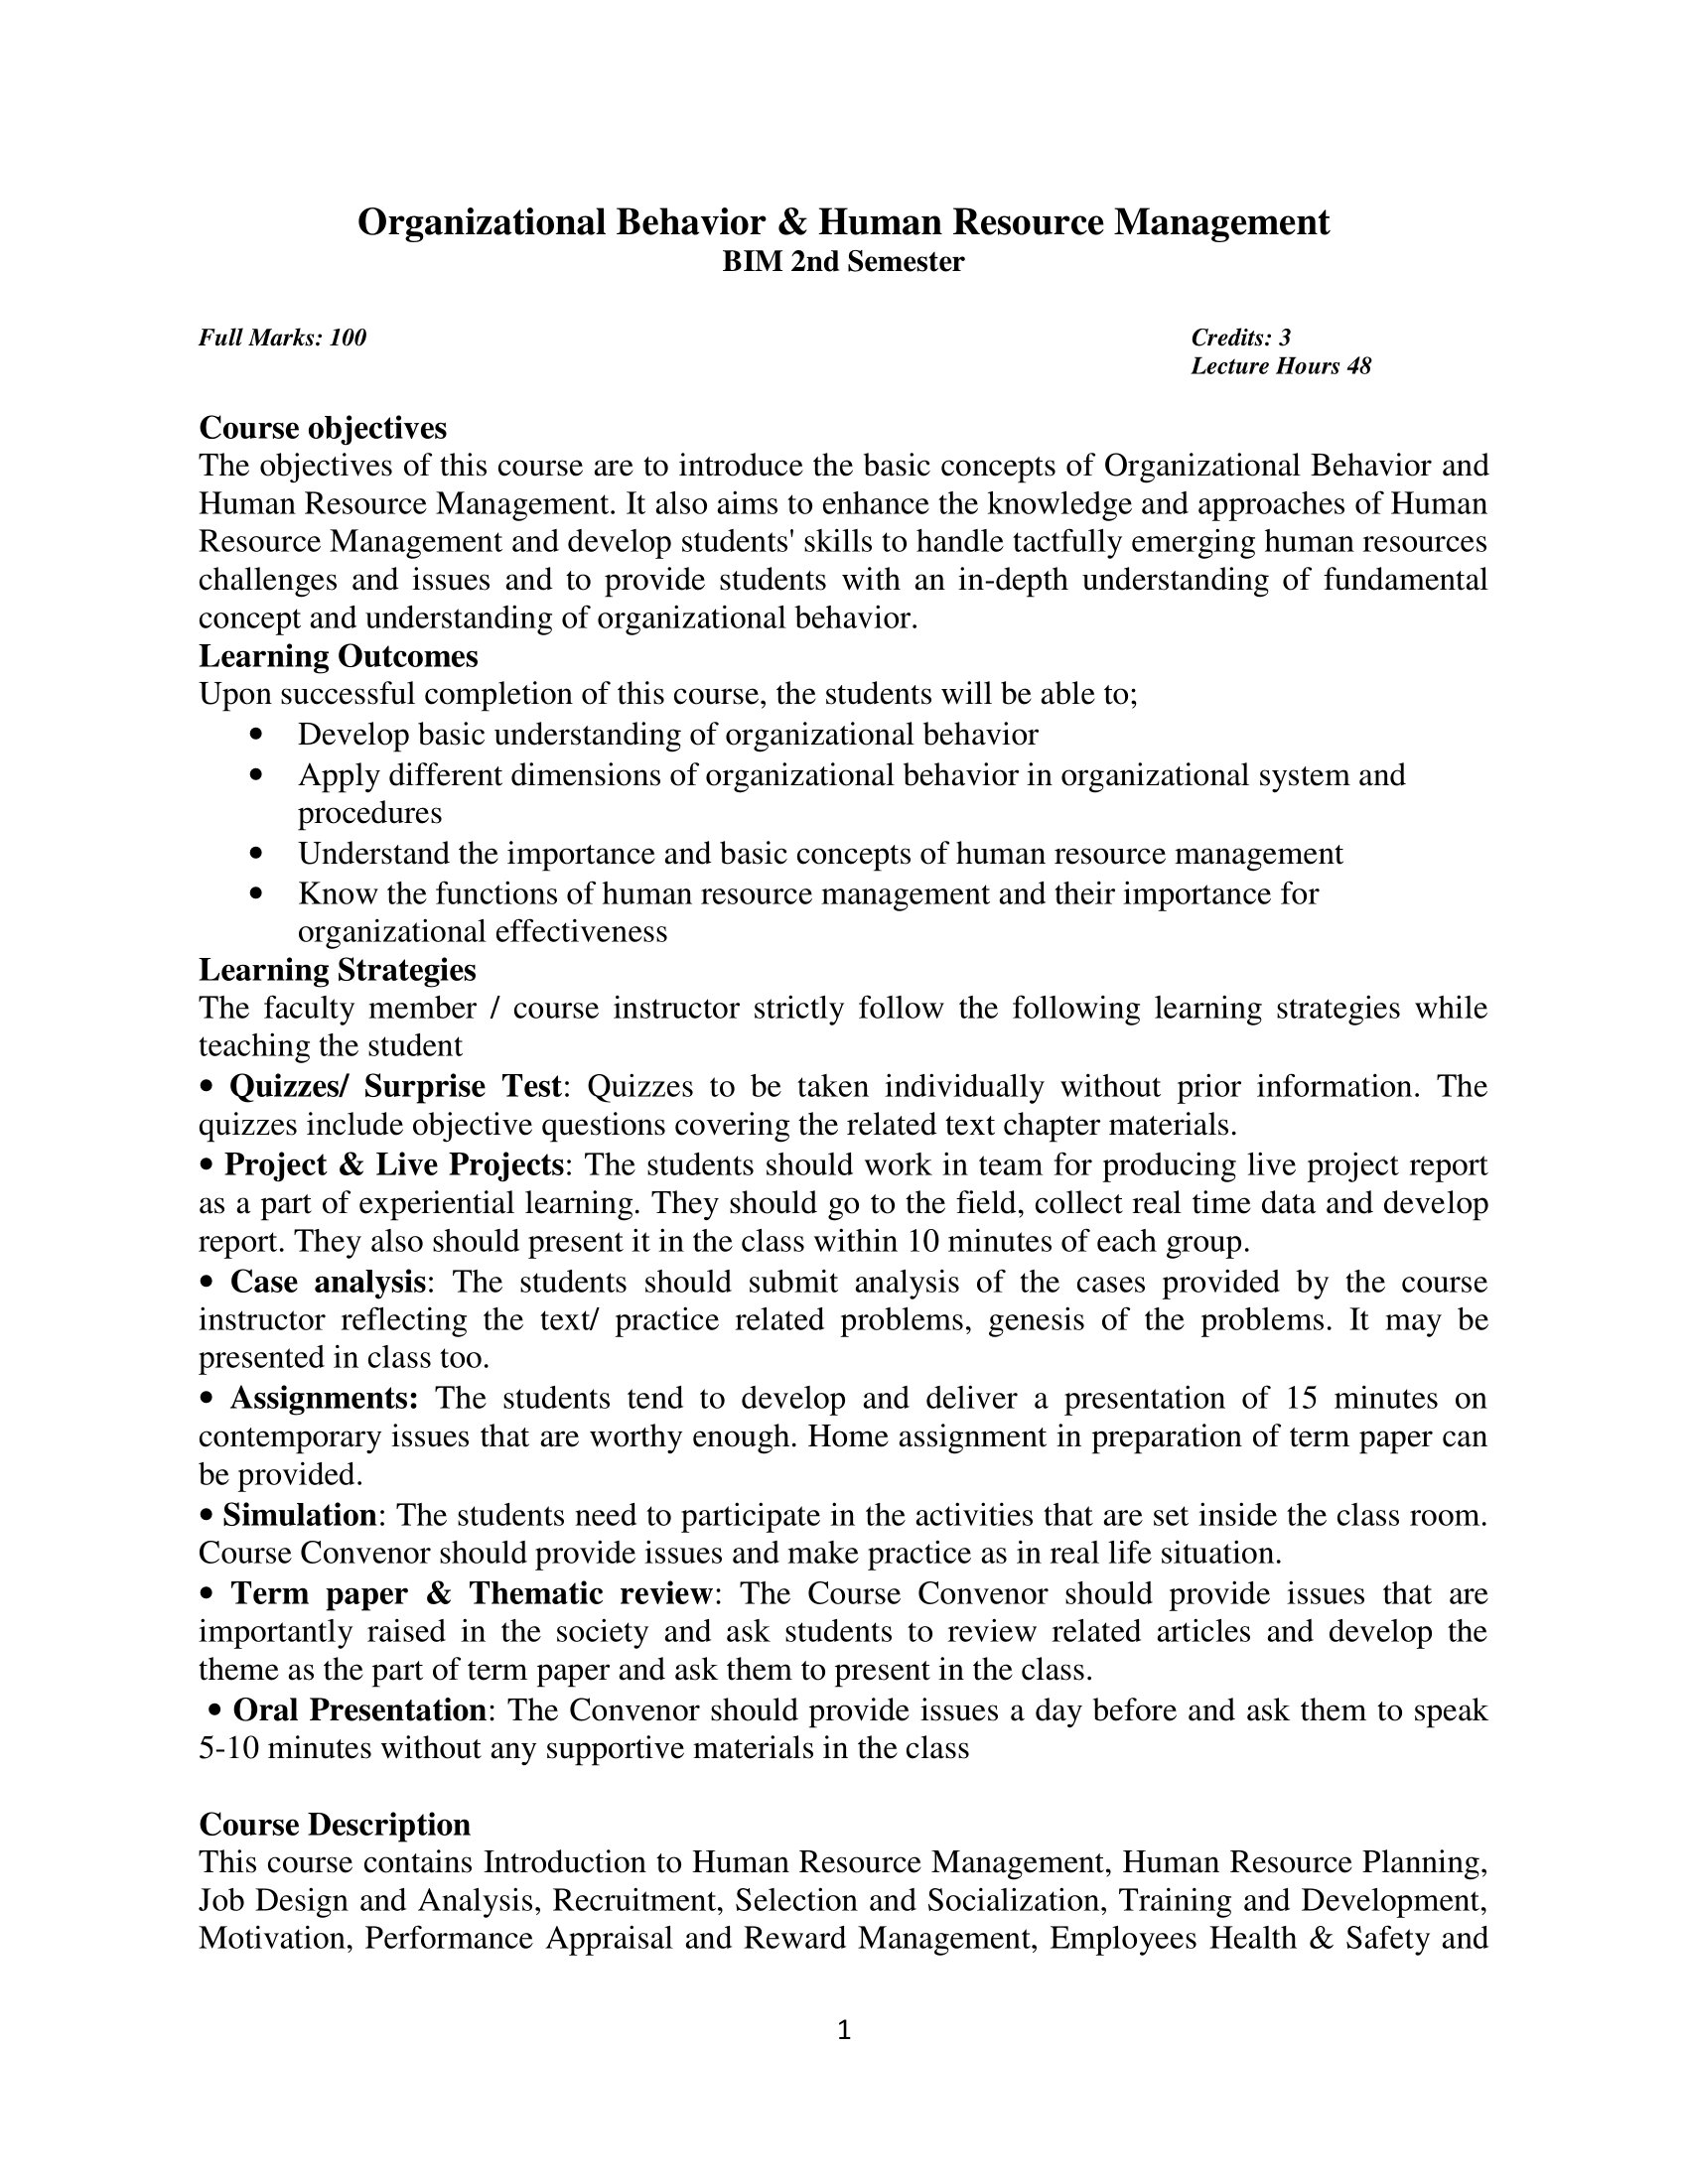 Organizational Behavior & Human Resource Management
BIM 2nd Semester
Full Marks: 100 Credits: 3
Lecture Hours 48
Course objectives
The objectives of this course are to introduce the basic concepts of Organizational Behavior and
Human Resource Management. It also aims to enhance the knowledge and approaches of Human
Resource Management and develop students' skills to handle tactfully emerging human resources
challenges and issues and to provide students with an in-depth understanding of fundamental
concept and understanding of organizational behavior.
Learning Outcomes
Upon successful completion of this course, the students will be able to;
• Develop basic understanding of organizational behavior
• Apply different dimensions of organizational behavior in organizational system and
procedures
• Understand the importance and basic concepts of human resource management
• Know the functions of human resource management and their importance for
organizational effectiveness
Learning Strategies
The faculty member / course instructor strictly follow the following learning strategies while
teaching the student
• Quizzes/ Surprise Test: Quizzes to be taken individually without prior information. The
quizzes include objective questions covering the related text chapter materials.
• Project & Live Projects: The students should work in team for producing live project report
as a part of experiential learning. They should go to the field, collect real time data and develop
report. They also should present it in the class within 10 minutes of each group.
• Case analysis: The students should submit analysis of the cases provided by the course
instructor reflecting the text/ practice related problems, genesis of the problems. It may be
presented in class too.
• Assignments: The students tend to develop and deliver a presentation of 15 minutes on
contemporary issues that are worthy enough. Home assignment in preparation of term paper can
be provided.
• Simulation: The students need to participate in the activities that are set inside the class room.
Course Convenor should provide issues and make practice as in real life situation.
• Term paper & Thematic review: The Course Convenor should provide issues that are
importantly raised in the society and ask students to review related articles and develop the
theme as the part of term paper and ask them to present in the class.
• Oral Presentation: The Convenor should provide issues a day before and ask them to speak
5-10 minutes without any supportive materials in the class
Course Description
This course contains Introduction to Human Resource Management, Human Resource Planning,
Job Design and Analysis, Recruitment, Selection and Socialization, Training and Development,
Motivation, Performance Appraisal and Reward Management, Employees Health & Safety and
1